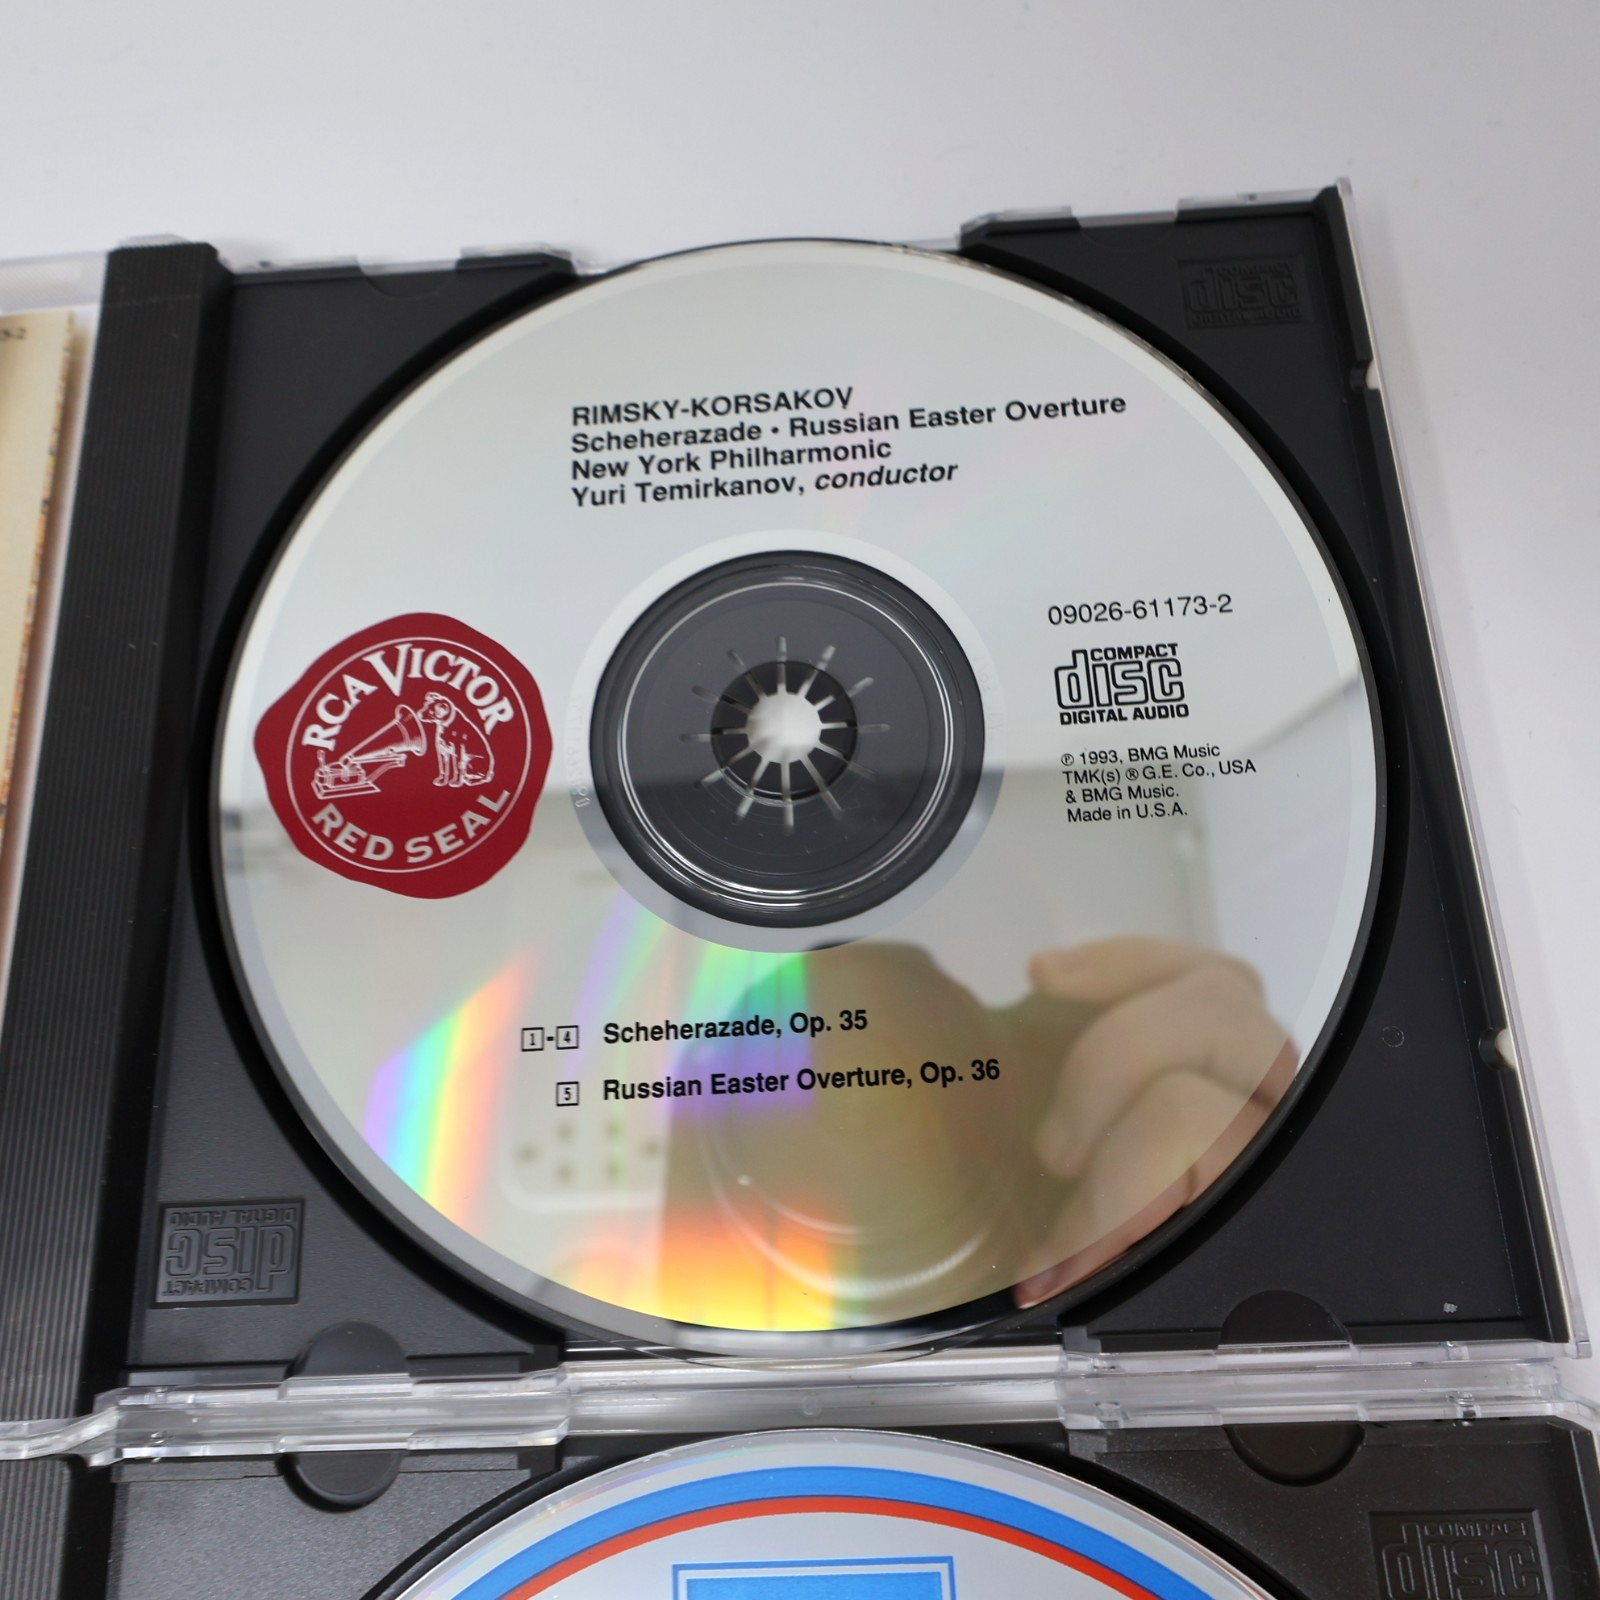 RIMSKY-KORSAKOV
Scheherazade • Russian Easter Overture
New York Philharmonic
Yuri Temirkanov, conductor
09026-61173-2
COMPACT
disc
DIGITAL AUDIO
℗ 1993, BMG Music
TMK(s) ® G.E. Co., USA
& BMG Music.
Made in U.S.A.
RCA VICTOR
RED SEAL
1-4 Scheherazade, Op. 35
5 Russian Easter Overture, Op. 36
COMPACT
disc
DIGITAL AUDIO
COMPACT
disc
DIGITAL AUDIO
COMPACT
disc